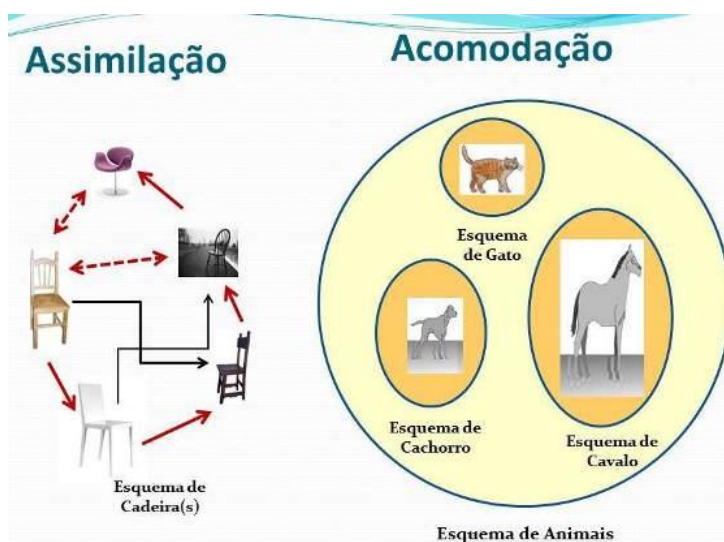 Assimilação
Acomodação
Esquema de
Cadeira(s)
Esquema
de Gato
Esquema de
Cachorro
Esquema de
Cavalo
Esquema de Animais